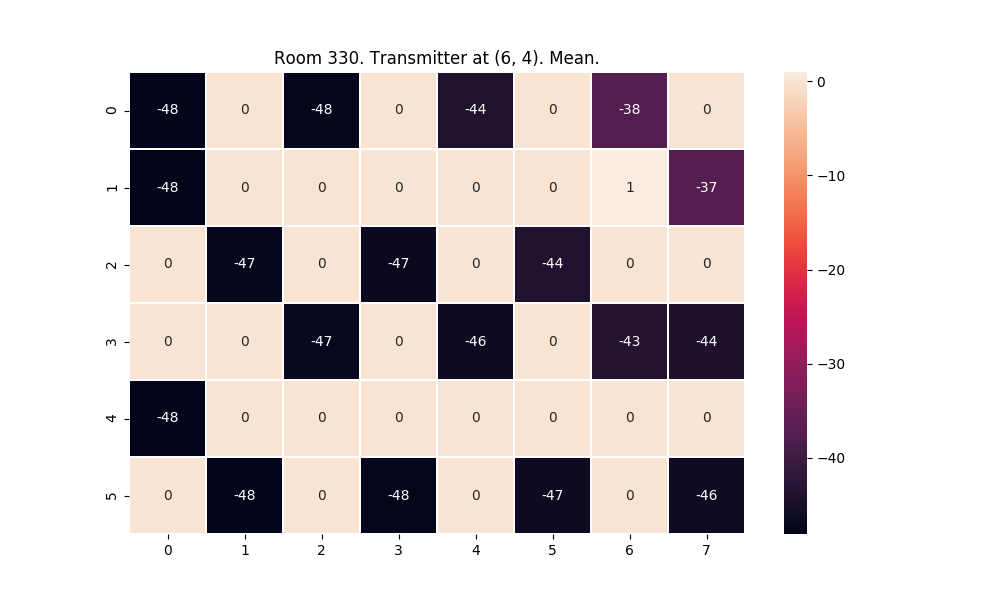 Room 330. Transmitter at (6, 4). Mean.
0 -48 0 -48 0 -44 0 -38 0 0
1 -48 0 0 0 0 0 1 -37 −10
2 0 -47 0 -47 0 -44 0 0 −20
3 0 0 -47 0 -46 0 -43 -44 −30
4 -48 0 0 0 0 0 0 0
5 0 -48 0 -48 0 -47 0 -46 −40
0 1 2 3 4 5 6 7